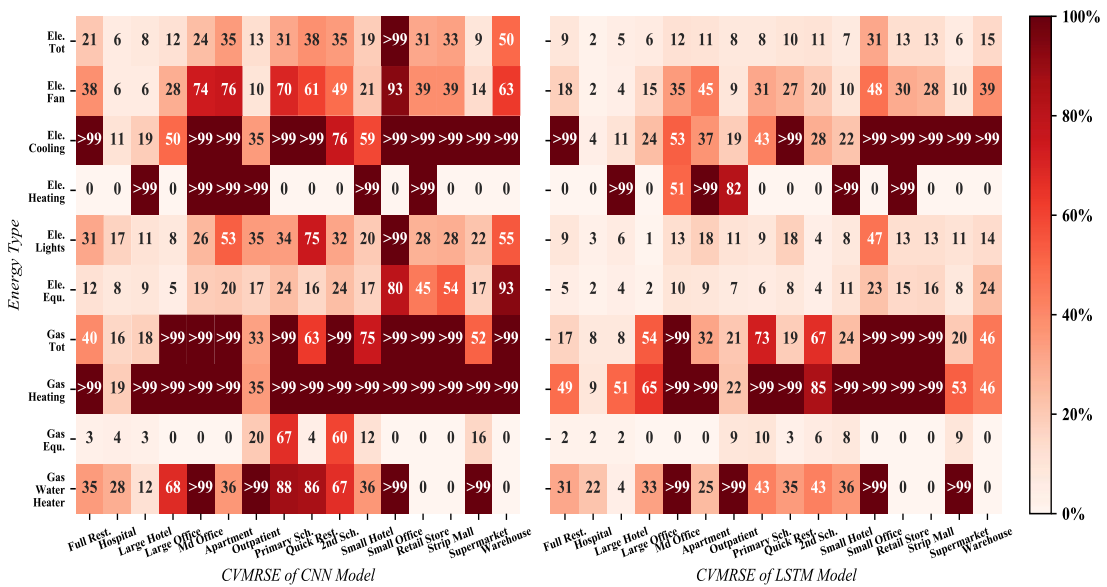 Energy Type
Ele.
Tot
21 6 8 12 24 35 13 31 38 35 19 >99 31 33 9 50
9 2 5 6 12 11 8 8 10 11 7 31 13 13 6 15
Ele.
Fan
38 6 6 28 74 76 10 70 61 49 21 93 39 39 14 63
18 2 4 15 35 45 9 31 27 20 10 48 30 28 10 39
Ele.
Cooling
>99 11 19 50 >99 >99 35 >99 >99 76 59 >99 >99 >99 >99 >99
>99 4 11 24 53 37 19 43 >99 28 22 >99 >99 >99 >99 >99
Ele.
Heating
0 0 >99 0 >99 >99 >99 0 0 0 >99 0 >99 0 0 0
0 0 >99 0 51 >99 82 0 0 0 >99 0 >99 0 0 0
Ele.
Lights
31 17 11 8 26 53 35 34 75 32 20 >99 28 28 22 55
9 3 6 1 13 18 11 9 18 4 8 47 13 13 11 14
Ele.
Equ.
12 8 9 5 19 20 17 24 16 24 17 80 45 54 17 93
5 2 4 2 10 9 7 6 8 4 11 23 15 16 8 24
Gas
Tot
40 16 18 >99 >99 >99 33 >99 63 >99 75 >99 >99 >99 52 >99
17 8 8 54 >99 32 21 73 19 67 24 >99 >99 >99 20 46
Gas
Heating
>99 19 >99 >99 >99 >99 35 >99 >99 >99 >99 >99 >99 >99 >99 >99
49 9 51 65 >99 >99 22 >99 >99 85 >99 >99 >99 >99 53 46
Gas
Equ.
3 4 3 0 0 0 20 67 4 60 12 0 0 0 16 0
2 2 2 0 0 0 9 10 3 6 8 0 0 0 9 0
Gas
Water
Heater
35 28 12 68 >99 36 >99 88 86 67 36 >99 0 0 >99 0
31 22 4 33 >99 25 >99 43 35 43 36 >99 0 0 >99 0
Full Rest. Hospital Large Hotel Large Office Md Office Apartment Outpatient Primary Sch. Quick Rest. 2nd Sch. Small Hotel Small Office Retail Store Strip Mall Supermarket Warehouse
Full Rest. Hospital Large Hotel Large Office Md Office Apartment Outpatient Primary Sch. Quick Rest. 2nd Sch. Small Hotel Small Office Retail Store Strip Mall Supermarket Warehouse
CVMRSE of CNN Model
CVMRSE of LSTM Model
100%
80%
60%
40%
20%
0%